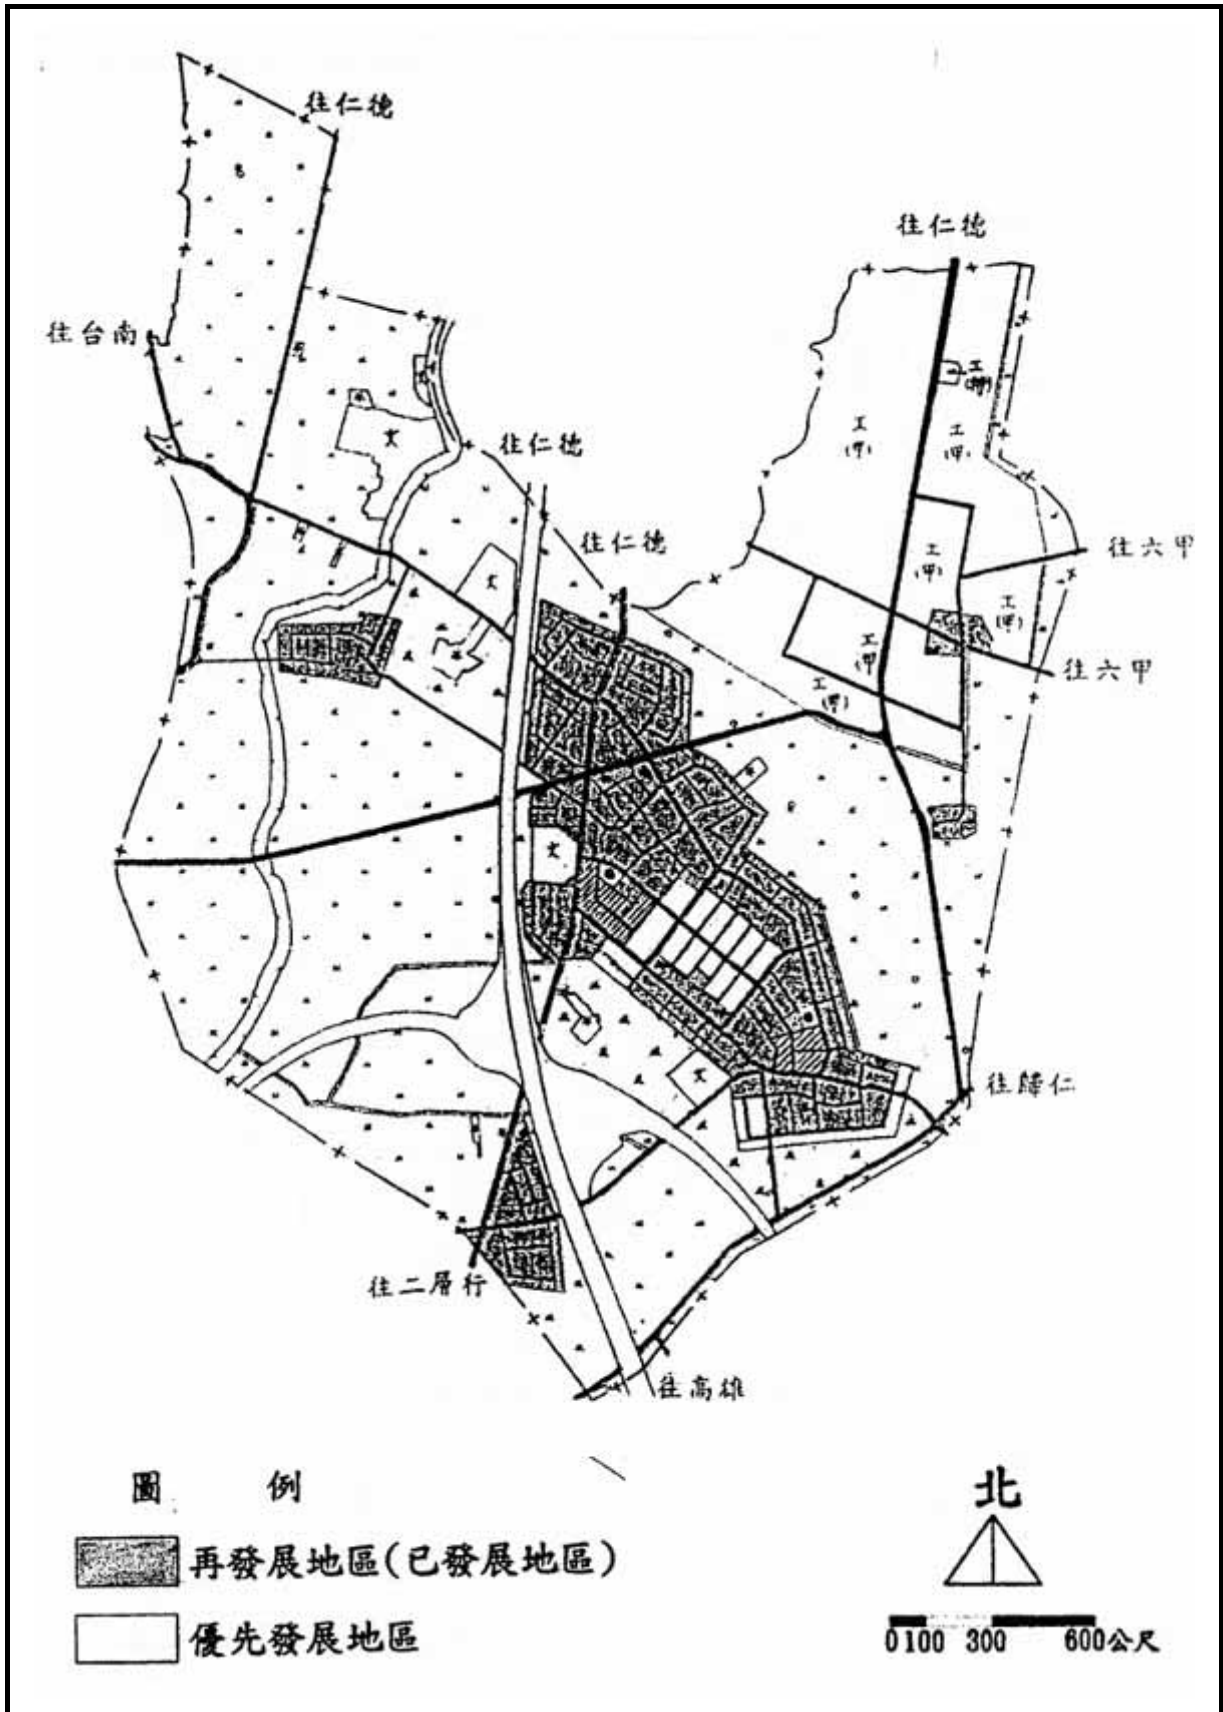 往仁德
往仁德
往台南
工
工
(甲)
工
(甲)
文
往仁德
往仁德
往六甲
工
(甲)
文
工
(甲)
工
(甲)
往六甲
工
(甲)
文
文
往歸仁
往二層行
往高雄
圖 例
北
再發展地區(已發展地區)
優先發展地區
0 100 300 600公尺